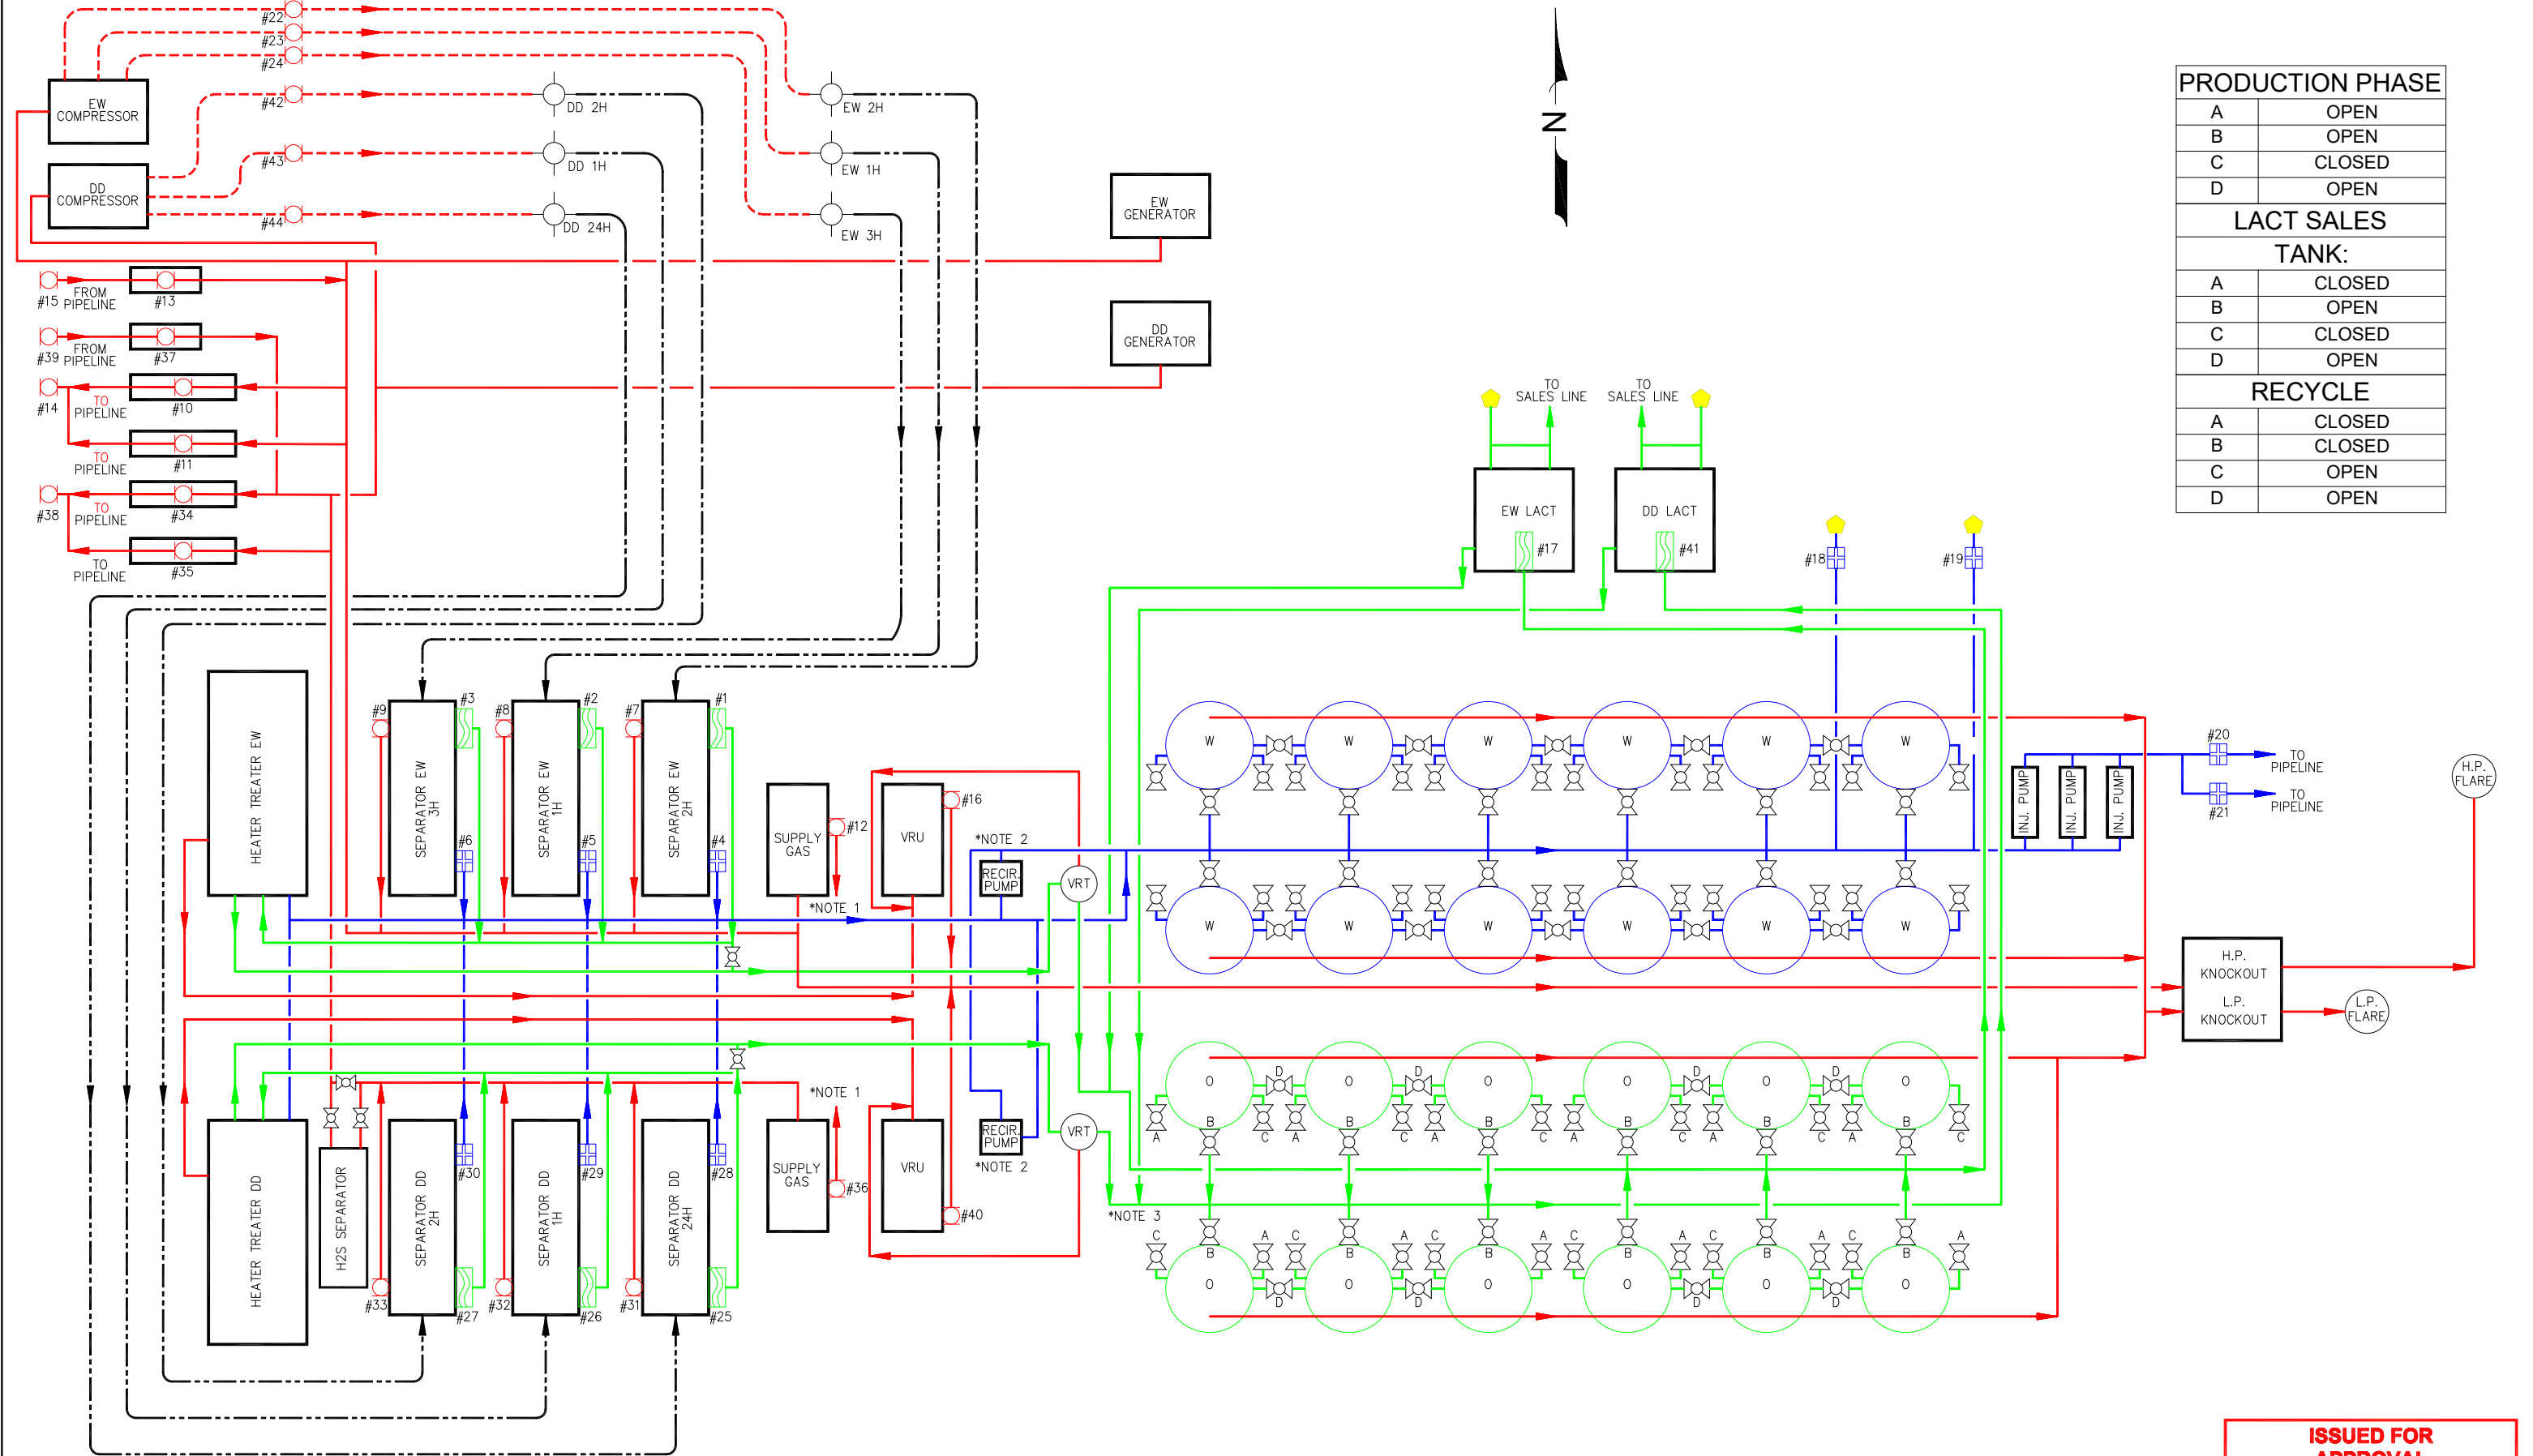 #22
#23
#24
EW
COMPRESSOR
#42
DD 2H
EW 2H
#43
DD 1H
EW 1H
DD
COMPRESSOR
#44
DD 24H
EW 3H
EW
GENERATOR
DD
GENERATOR
N
PRODUCTION PHASE
A OPEN
B OPEN
C CLOSED
D OPEN
LACT SALES
TANK:
A CLOSED
B OPEN
C CLOSED
D OPEN
RECYCLE
A CLOSED
B CLOSED
C OPEN
D OPEN
#15 FROM
PIPELINE
#13
#39 FROM
PIPELINE
#37
#14
TO
PIPELINE
#10
TO
PIPELINE
#11
#38
TO
PIPELINE
#34
TO
PIPELINE
#35
TO
SALES LINE
TO
SALES LINE
EW LACT
#17
DD LACT
#41
#18
#19
HEATER TREATER EW
#9
SEPARATOR EW
3H
#3
#6
#8
SEPARATOR EW
1H
#2
#5
#7
SEPARATOR EW
2H
#1
#4
SUPPLY
GAS
#12
*NOTE 1
VRU
#16
*NOTE 2
RECIR.
PUMP
VRT
W W W W W W
W W W W W W
INJ. PUMP
INJ. PUMP
INJ. PUMP
#20
TO
PIPELINE
#21
TO
PIPELINE
H.P.
FLARE
H.P.
KNOCKOUT
L.P.
KNOCKOUT
L.P.
FLARE
HEATER TREATER DD
H2S SEPARATOR
#33
SEPARATOR DD
2H
#30
#27
#32
SEPARATOR DD
1H
#29
#26
#31
SEPARATOR DD
24H
#28
#25
*NOTE 1
SUPPLY
GAS
#36
VRU
#40
RECIR.
PUMP
*NOTE 2
VRT
*NOTE 3
D D D D
O O O O O O
B B B B B B
A C A C A C A C A C A C
C A C A C A C A C A C A
B B B B B B
O O O O O O
D D D D
ISSUED FOR
APPROVAL